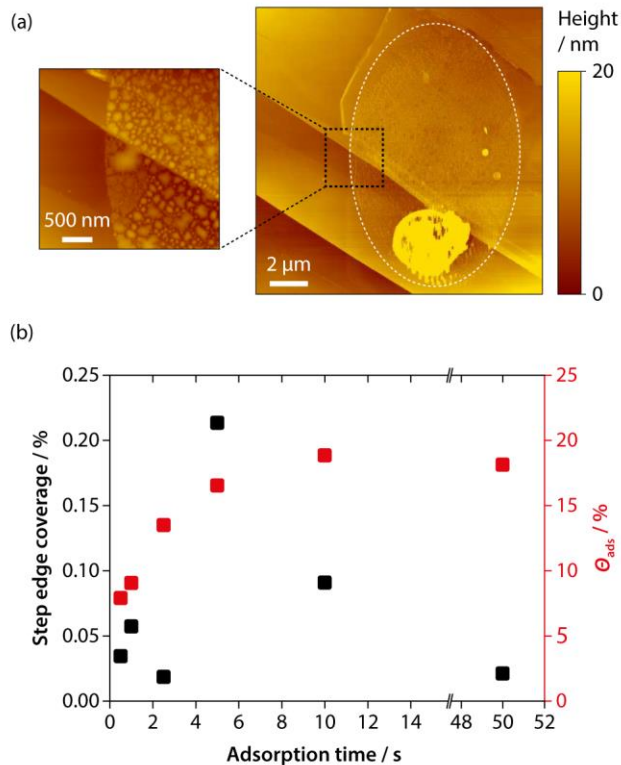 (a)
Height
/ nm
20
0
500 nm
2 μm
(b)
Step edge coverage / %
0.25
0.20
0.15
0.10
0.05
0.00
0 2 4 6 8 10 12 14 48 50 52
Adsorption time / s
25
20
15
10
5
0
Θads / %